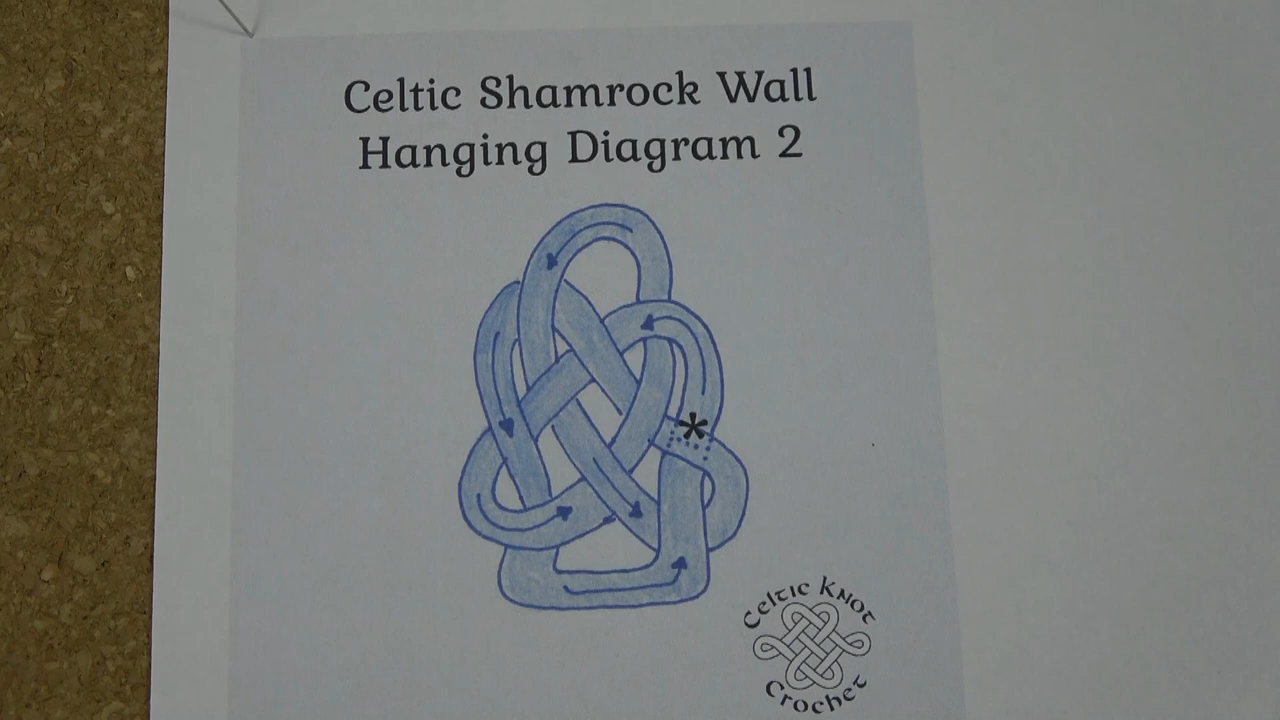 Celtic Shamrock Wall
Hanging Diagram 2
*
Celtic Knot
Crochet